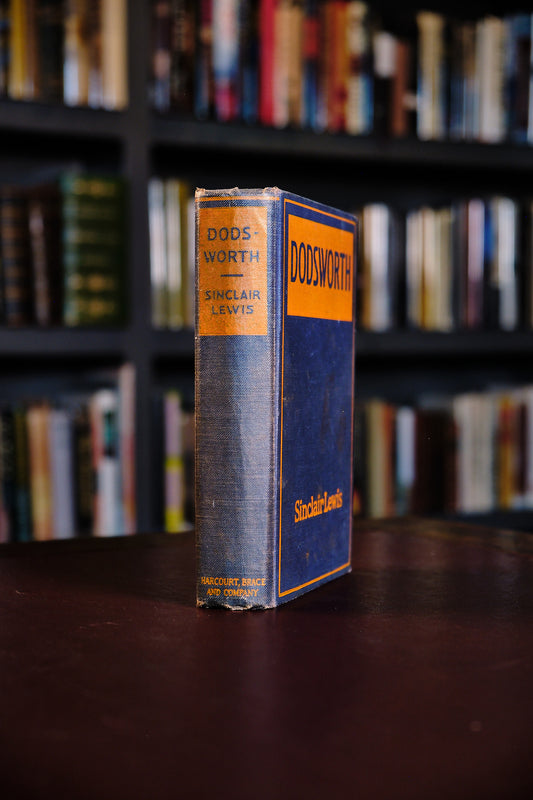 DODS-
WORTH
SINCLAIR
LEWIS
HARCOURT, BRACE
AND COMPANY
DODSWORTH
Sinclair Lewis